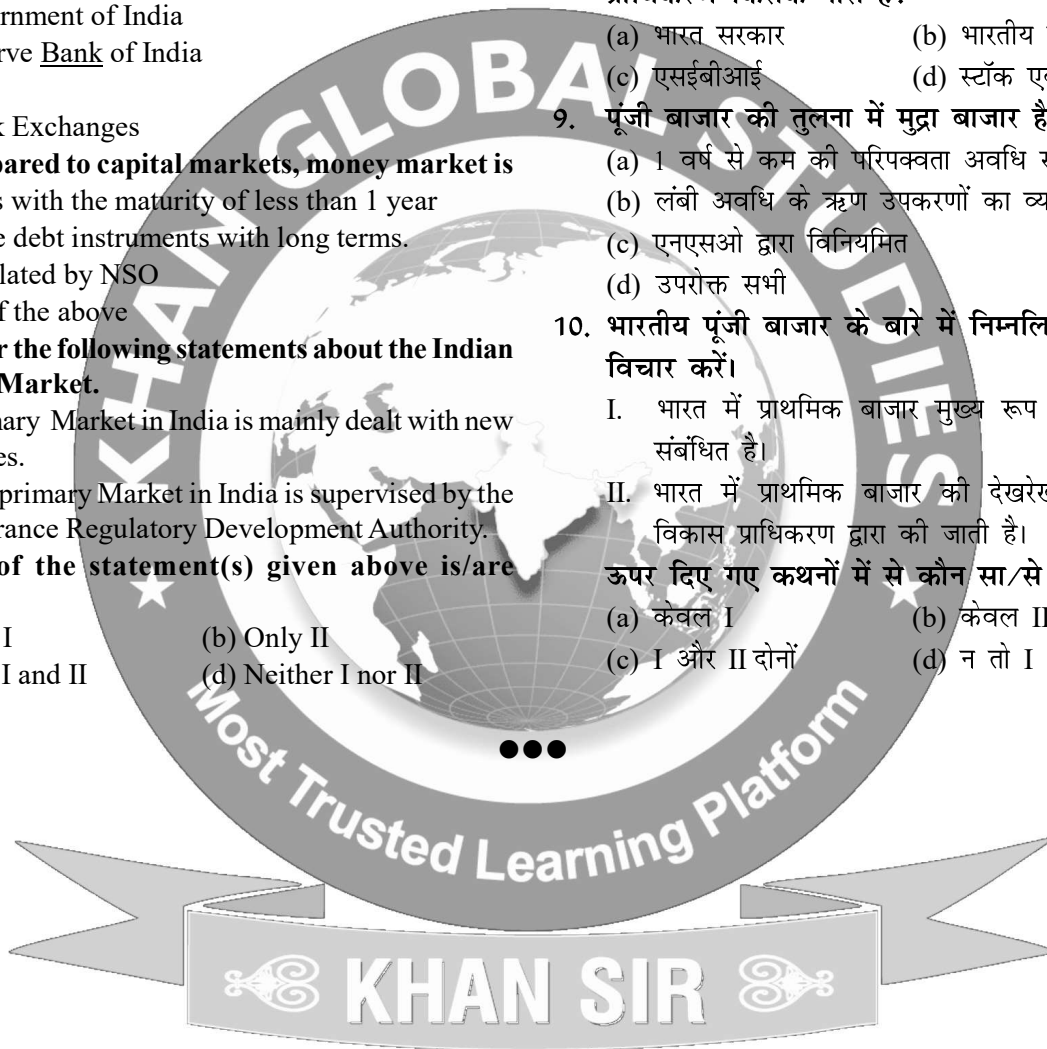 rnment of India
rve Bank of India
k Exchanges
pared to capital markets, money market is
s with the maturity of less than 1 year
e debt instruments with long terms.
lated by NSO
f the above
r the following statements about the Indian
Market.
nary Market in India is mainly dealt with new
es.
primary Market in India is supervised by the
rance Regulatory Development Authority.
of the statement(s) given above is/are
I (b) Only II
I and II (d) Neither I nor II
(a) भारत सरकार (b) भारतीय
(c) एसईबीआई (d) स्टॉक
9. पूंजी बाजार की तुलना में मुद्रा बाजार है
(a) 1 वर्ष से कम की परिपक्वता अवधि
(b) लंबी अवधि के ऋण उपकरणों का
(c) एनएसओ द्वारा विनियमित
(d) उपरोक्त सभी
10. भारतीय पूंजी बाजार के बारे में निम्नलि
विचार करें।
I. भारत में प्राथमिक बाजार मुख्य रूप
संबंधित है।
II. भारत में प्राथमिक बाजार की देखरेख
विकास प्राधिकरण द्वारा की जाती है।
ऊपर दिए गए कथनों में से कौन सा/से
(a) केवल I (b) केवल II
(c) I और II दोनों (d) न तो I
●●●
KHAN GLOBAL STUDIES
Most Trusted Learning Platform
KHAN SIR